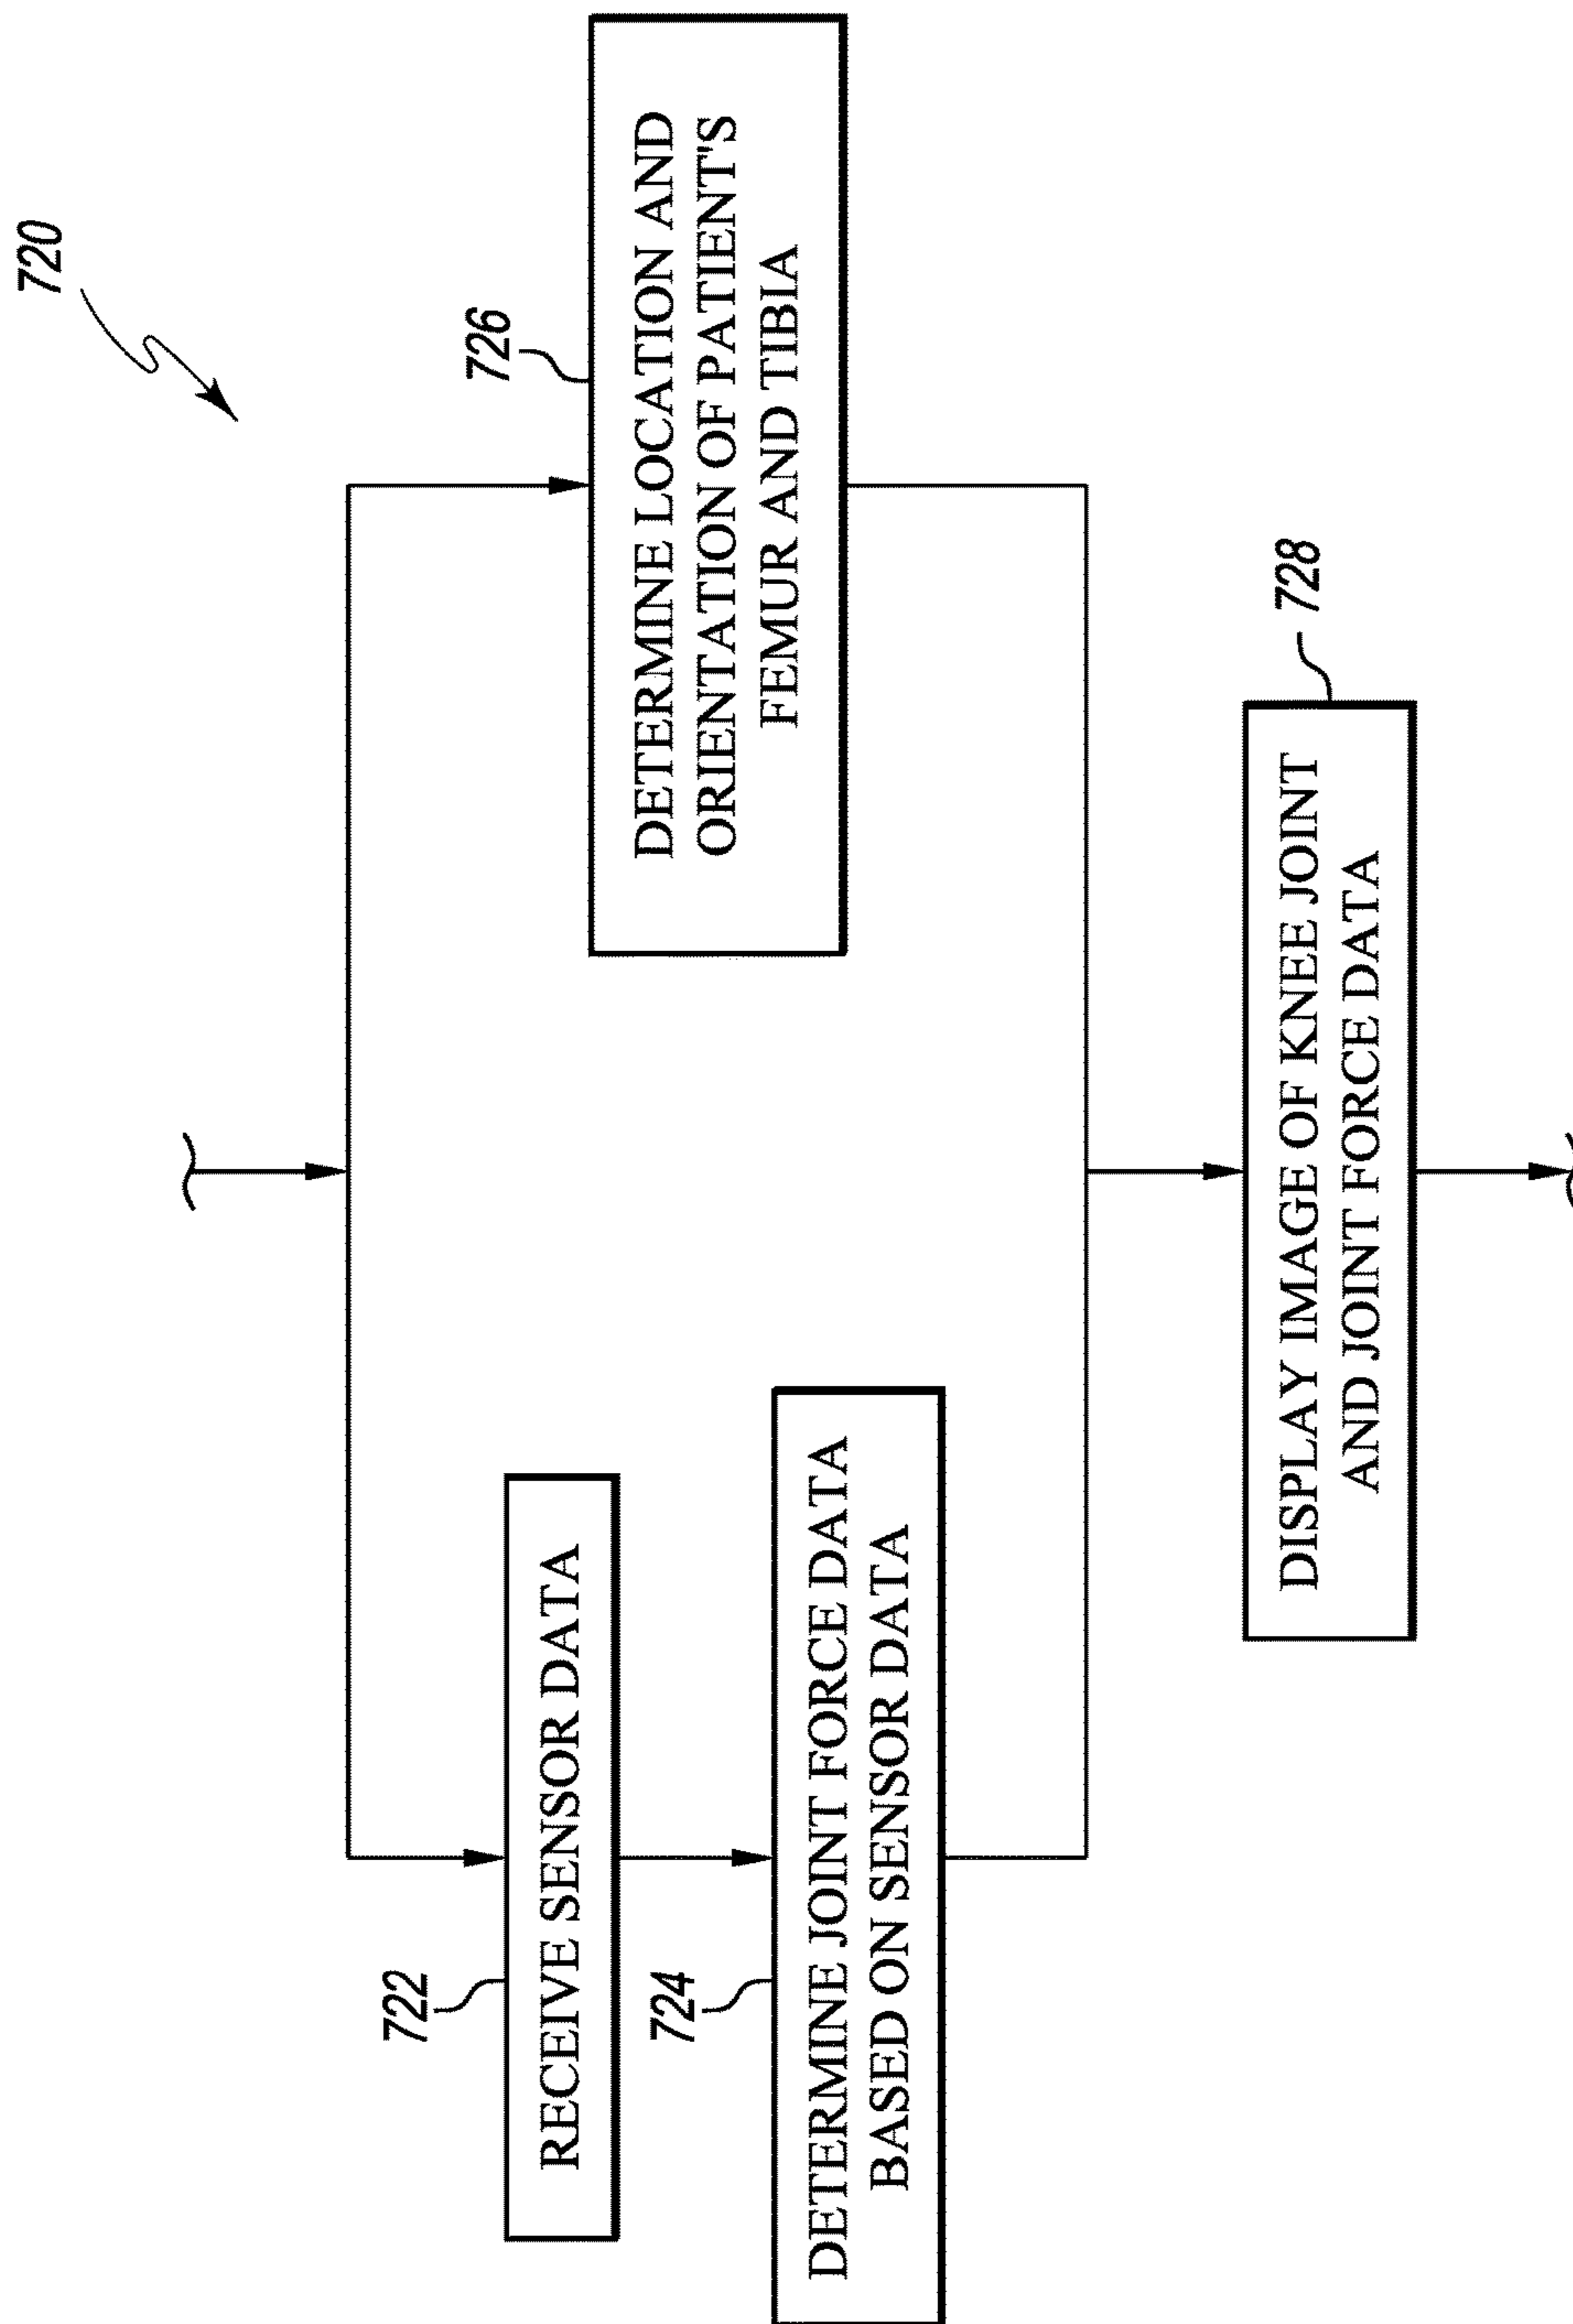 720
722
RECEIVE SENSOR DATA
724
DETERMINE JOINT FORCE DATA
BASED ON SENSOR DATA
726
DETERMINE LOCATION AND
ORIENTATION OF PATIENT'S
FEMUR AND TIBIA
728
DISPLAY IMAGE OF KNEE JOINT
AND JOINT FORCE DATA